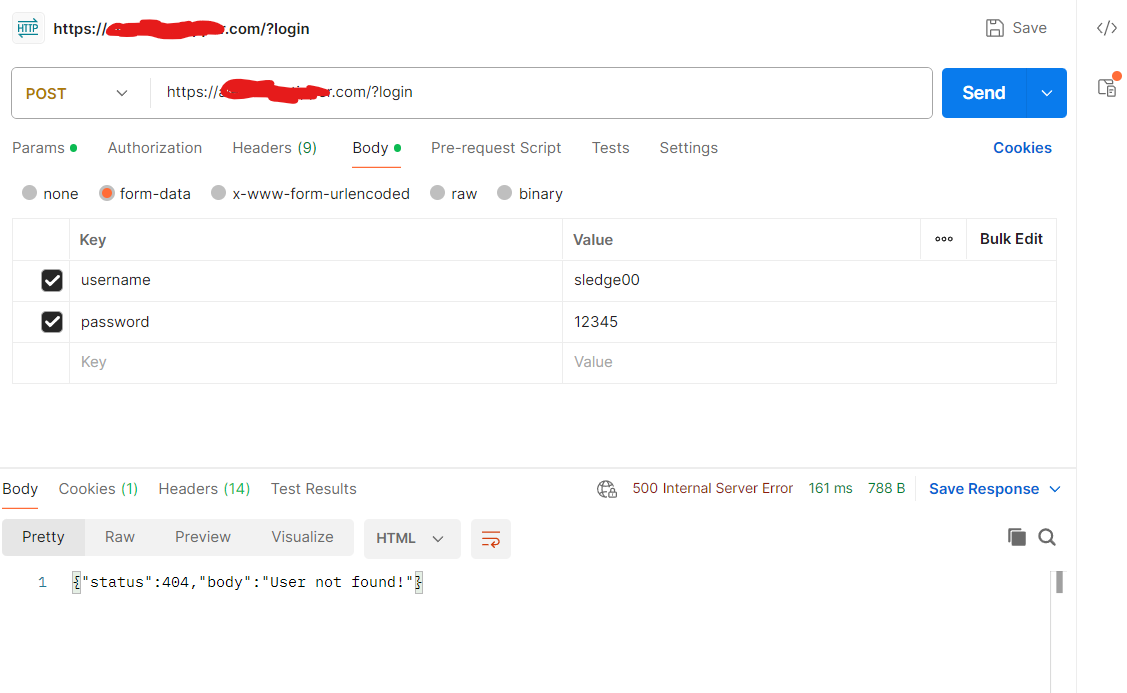 HTTP https://.com/?login Save </>
POST https://.com/?login Send
Params Authorization Headers (9) Body Pre-request Script Tests Settings Cookies
none form-data x-www-form-urlencoded raw binary
Key Value ooo Bulk Edit
username sledge00
password 12345
Key Value
Body Cookies (1) Headers (14) Test Results 500 Internal Server Error 161 ms 788 B Save Response
Pretty Raw Preview Visualize HTML
1 {"status":404,"body":"User not found!"}